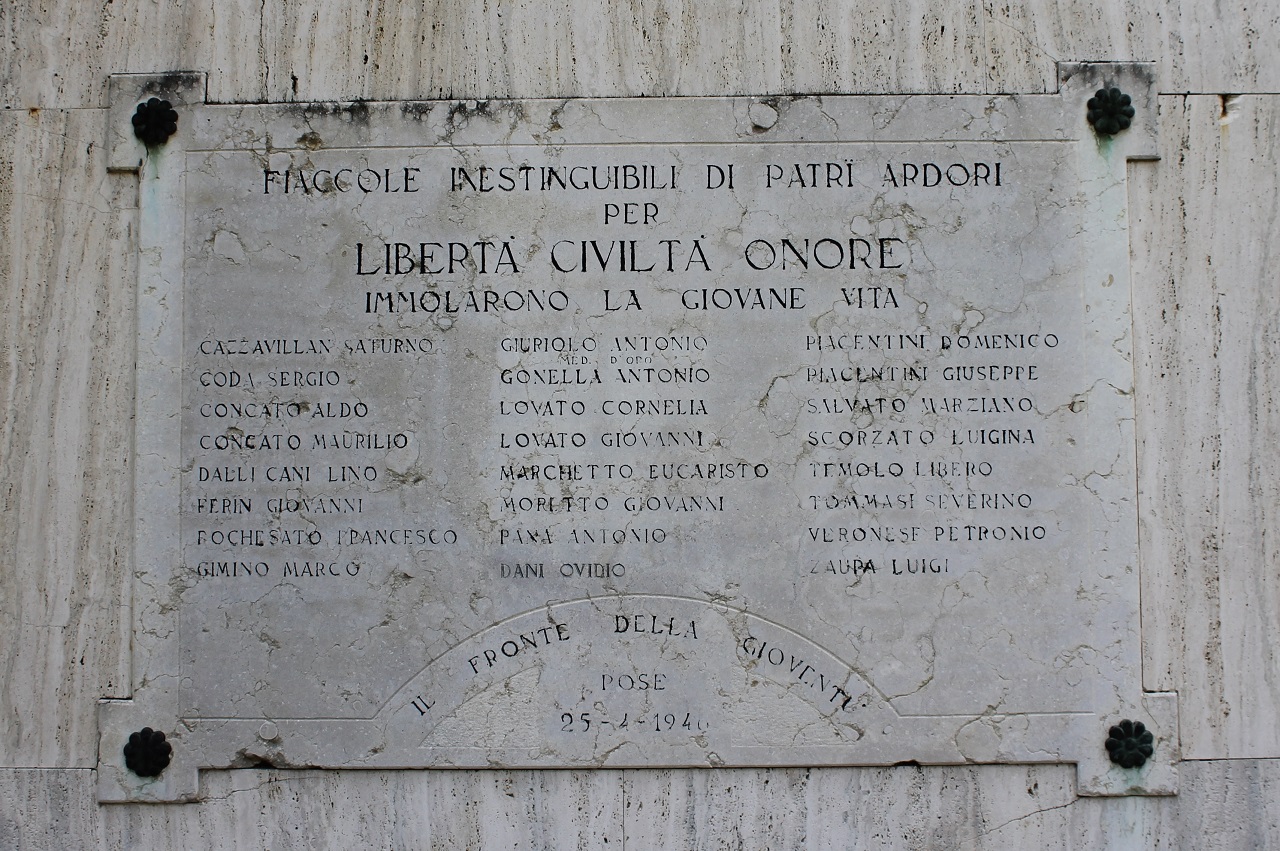 FIACCOLE INESTINGUIBILI DI PATRÏ ARDORI
PER
LIBERTÀ CIVILTÀ ONORE
IMMOLARONO LA GIOVANE VITA
CAZZAVILLAN SATURNO
CODA SERGIO
CONCATO ALDO
CONCATO MAURILIO
DALLI CANI LINO
FERIN GIOVANNI
FOCHESATO FRANCESCO
GIMINO MARCO
GIURIOLO ANTONIO
MED. D'ORO
GONELLA ANTONIO
LOVATO CORNELIA
LOVATO GIOVANNI
MARCHETTO EUCARISTO
MORETTO GIOVANNI
PANA ANTONIO
DANI OVIDIO
PIACENTINI DOMENICO
PIACENTINI GIUSEPPE
SALVATO MARZIANO
SCORZATO LUIGINA
TEMOLO LIBERO
TOMMASI SEVERINO
VERONESE PETRONIO
ZAUPA LUIGI
IL FRONTE DELLA GIOVENTU'
POSE
25-4-1946